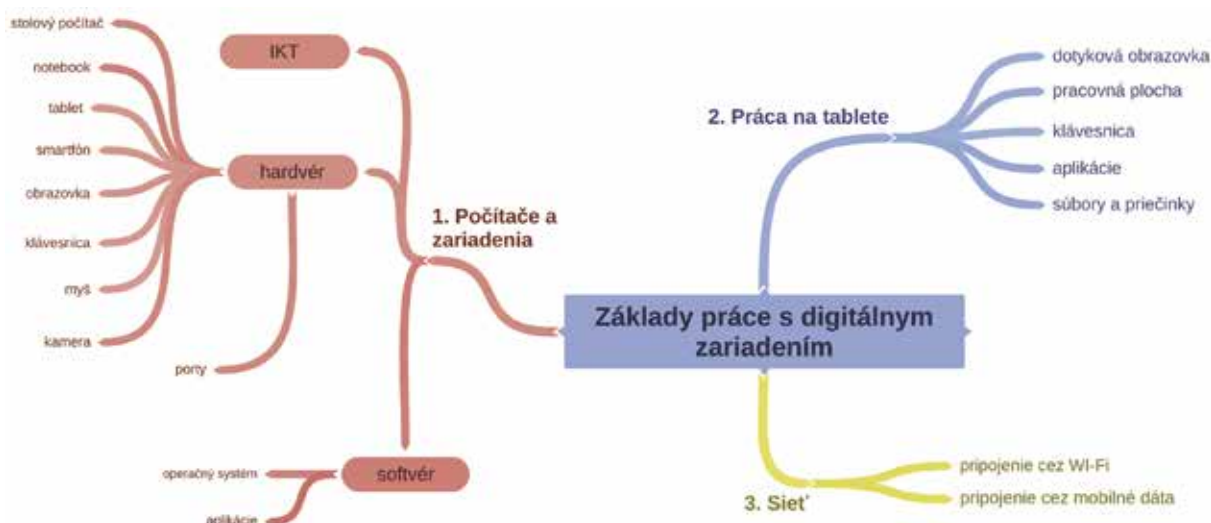 stolový počítač
notebook
tablet
smartfón
obrazovka
klávesnica
myš
kamera
porty
IKT
hardvér
1. Počítače a
zariadenia
softvér
operačný systém
aplikácie
Základy práce s digitálnym
zariadením
2. Práca na tablete
dotyková obrazovka
pracovná plocha
klávesnica
aplikácie
súbory a priečinky
3. Sieť
pripojenie cez WI-Fi
pripojenie cez mobilné dáta